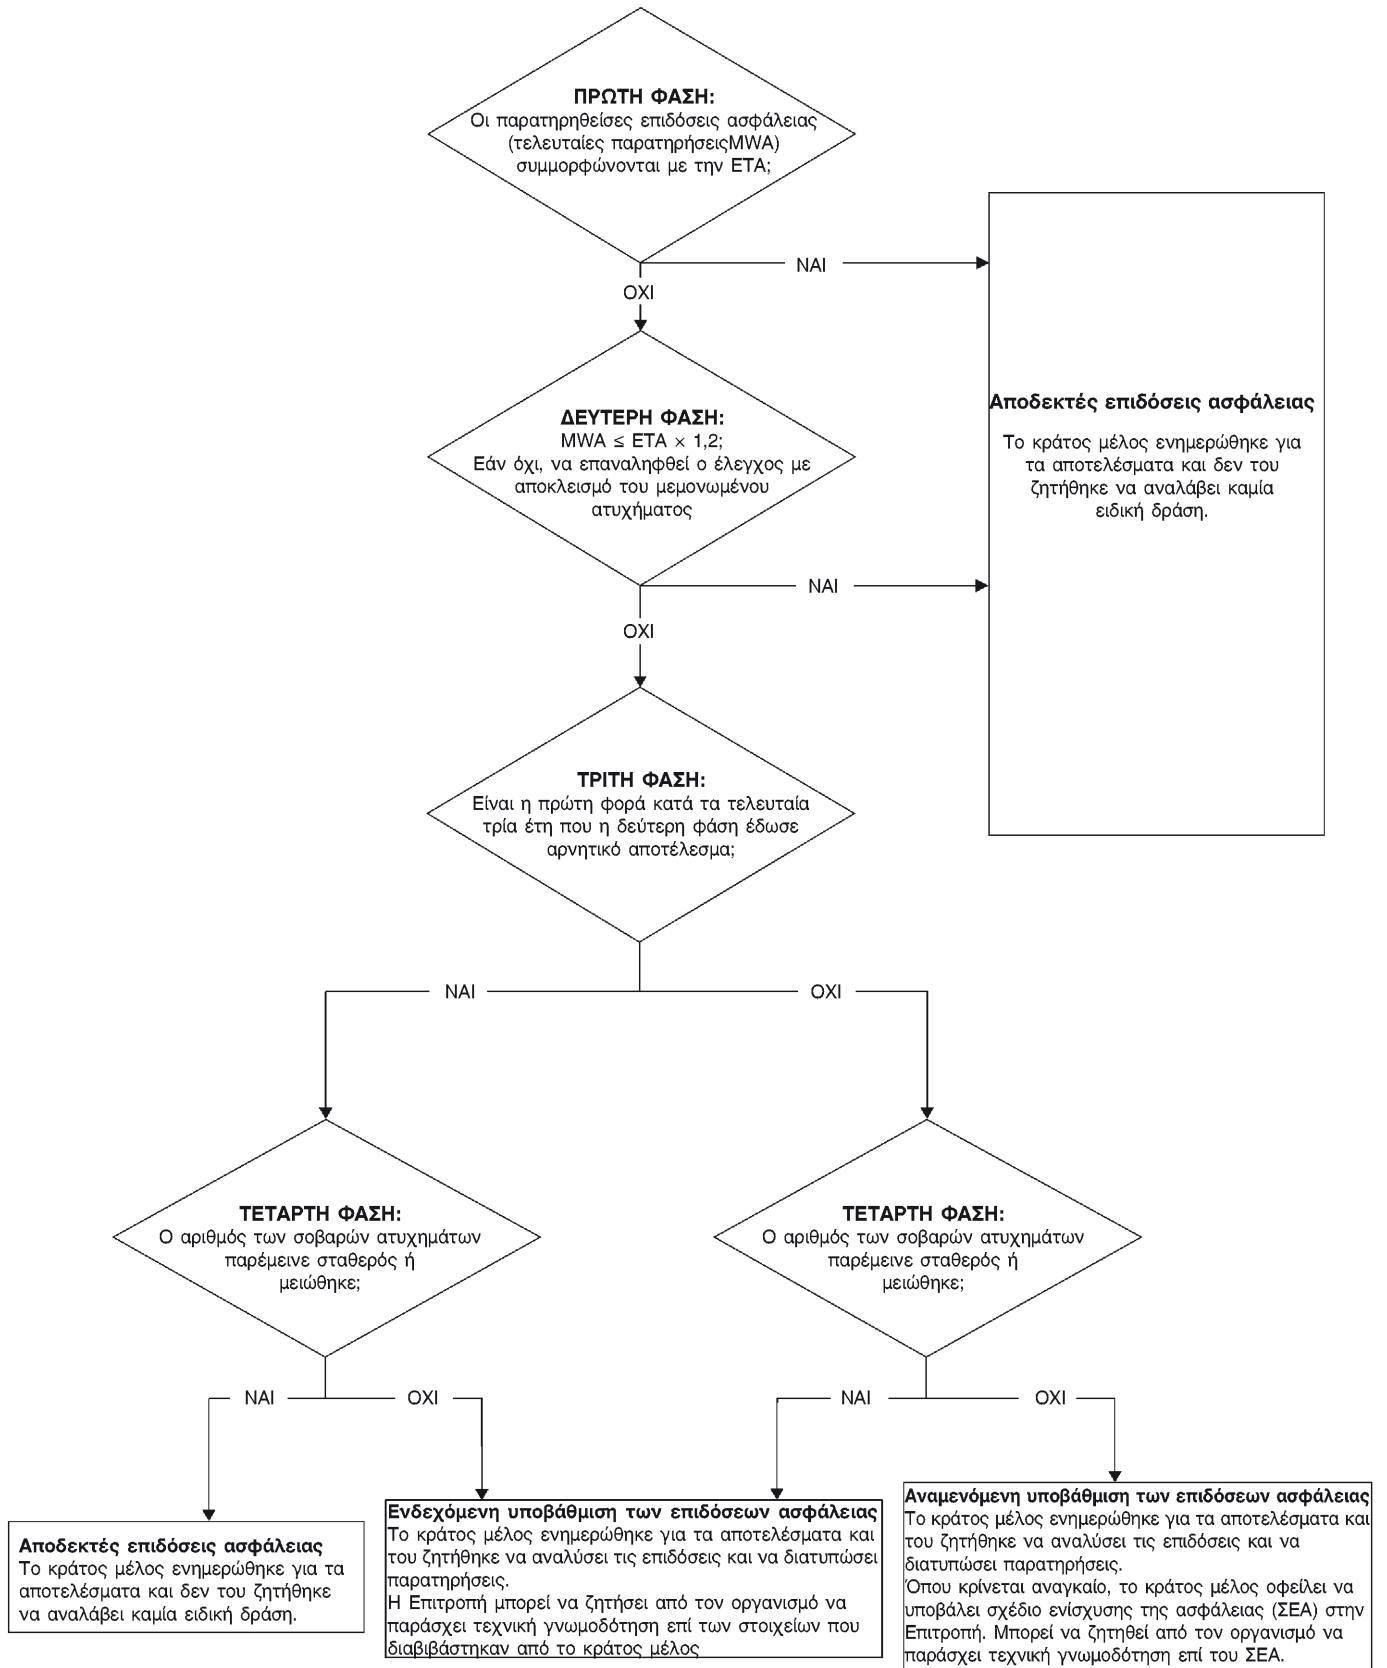 ΠΡΩΤΗ ΦΑΣΗ:
Οι παρατηρηθείσες επιδόσεις ασφάλειας
(τελευταίες παρατηρήσειςMWA)
συμμορφώνονται με την ΕΤΑ;
ΝΑΙ
ΟΧΙ
ΔΕΥΤΕΡΗ ΦΑΣΗ:
MWA ≤ ETA × 1,2;
Εάν όχι, να επαναληφθεί ο έλεγχος με
αποκλεισμό του μεμονωμένου
ατυχήματος
Αποδεκτές επιδόσεις ασφάλειας
Το κράτος μέλος ενημερώθηκε για
τα αποτελέσματα και δεν του
ζητήθηκε να αναλάβει καμία
ειδική δράση.
ΝΑΙ
ΟΧΙ
ΤΡΙΤΗ ΦΑΣΗ:
Είναι η πρώτη φορά κατά τα τελευταία
τρία έτη που η δεύτερη φάση έδωσε
αρνητικό αποτέλεσμα;
ΝΑΙ
ΟΧΙ
ΤΕΤΑΡΤΗ ΦΑΣΗ:
Ο αριθμός των σοβαρών ατυχημάτων
παρέμεινε σταθερός ή
μειώθηκε;
ΤΕΤΑΡΤΗ ΦΑΣΗ:
Ο αριθμός των σοβαρών ατυχημάτων
παρέμεινε σταθερός ή
μειώθηκε;
ΝΑΙ
ΟΧΙ
ΝΑΙ
ΟΧΙ
Αποδεκτές επιδόσεις ασφάλειας
Το κράτος μέλος ενημερώθηκε για τα
αποτελέσματα και δεν του ζητήθηκε
να αναλάβει καμία ειδική δράση.
Ενδεχόμενη υποβάθμιση των επιδόσεων ασφάλειας
Το κράτος μέλος ενημερώθηκε για τα αποτελέσματα και
του ζητήθηκε να αναλύσει τις επιδόσεις και να διατυπώσει
παρατηρήσεις.
Η Επιτροπή μπορεί να ζητήσει από τον οργανισμό να
παράσχει τεχνική γνωμοδότηση επί των στοιχείων που
διαβιβάστηκαν από το κράτος μέλος
Αναμενόμενη υποβάθμιση των επιδόσεων ασφάλειας
Το κράτος μέλος ενημερώθηκε για τα αποτελέσματα και
του ζητήθηκε να αναλύσει τις επιδόσεις και να
διατυπώσει παρατηρήσεις.
Όπου κρίνεται αναγκαίο, το κράτος μέλος οφείλει να
υποβάλει σχέδιο ενίσχυσης της ασφάλειας (ΣΕΑ) στην
Επιτροπή. Μπορεί να ζητηθεί από τον οργανισμό να
παράσχει τεχνική γνωμοδότηση επί του ΣΕΑ.